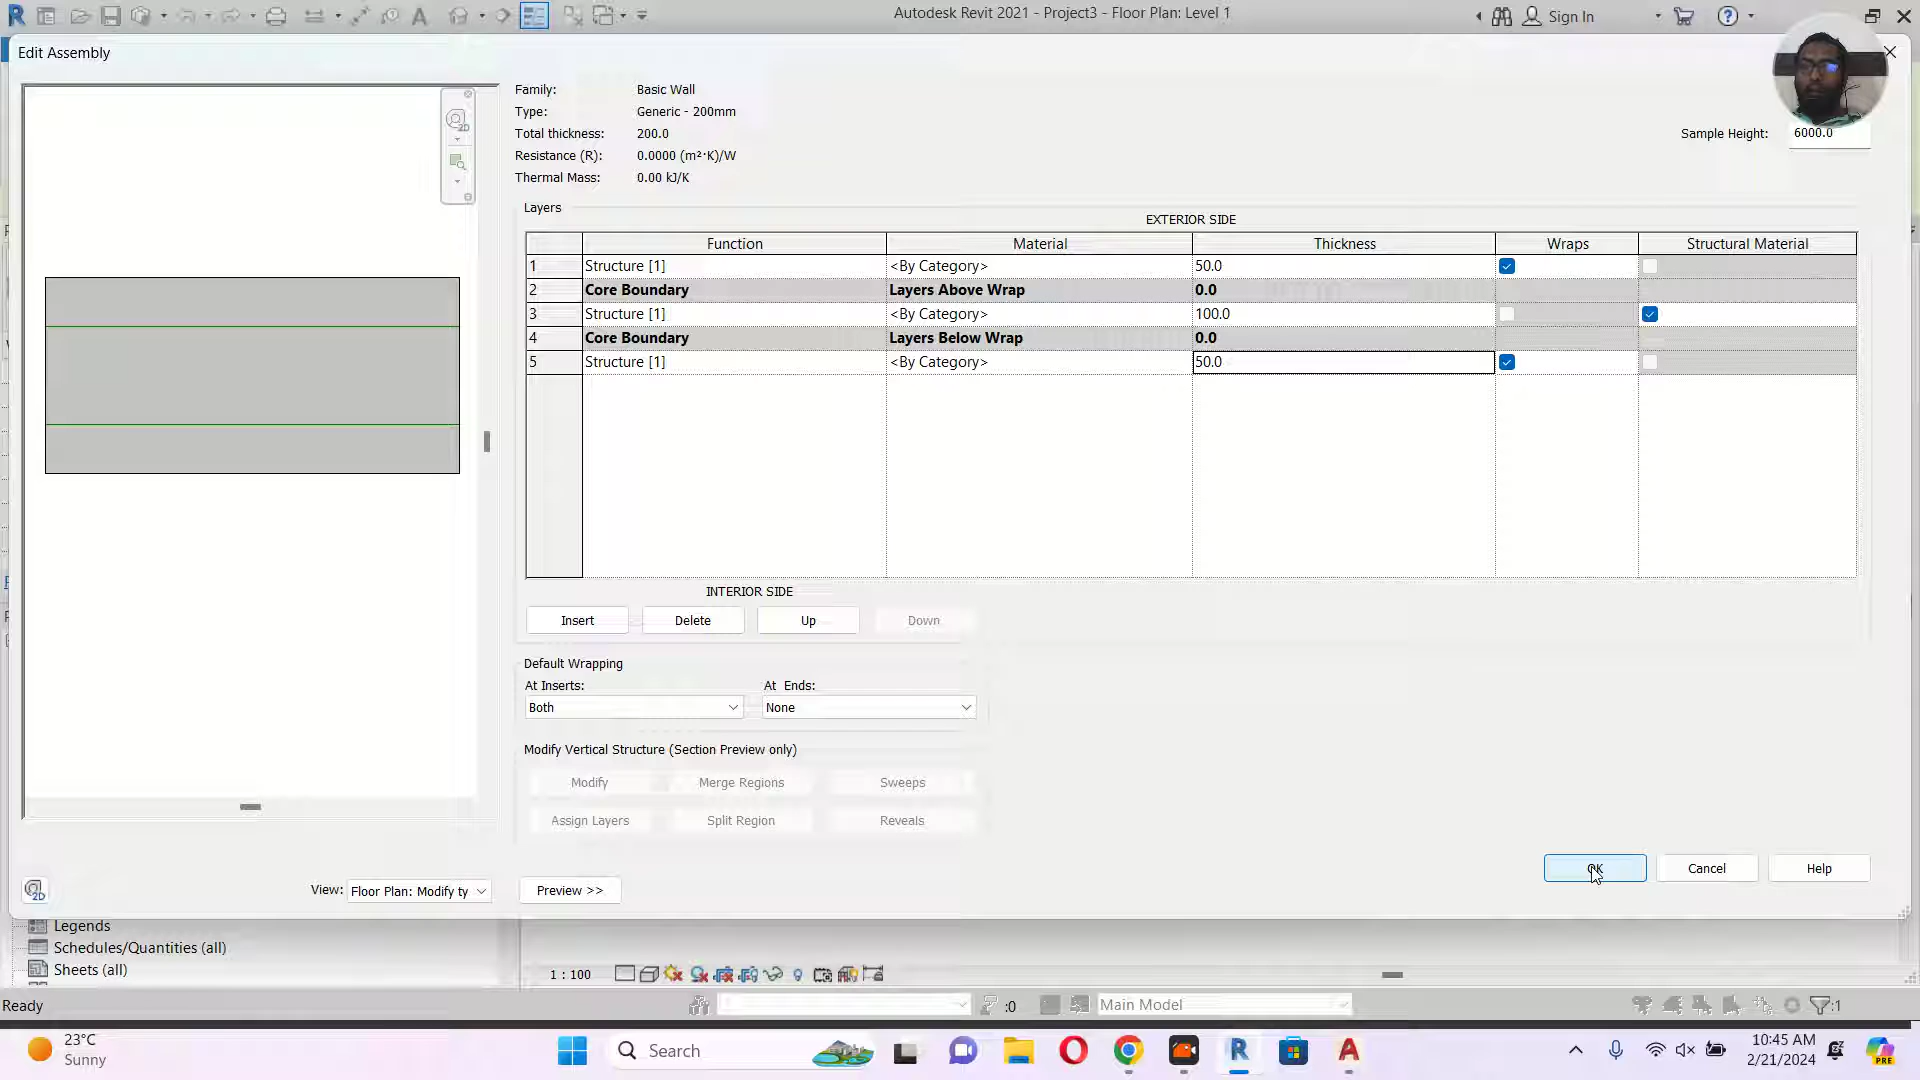 Autodesk Revit 2021 - Project3 - Floor Plan: Level 1
Sign In
Edit Assembly
Family: Basic Wall
Type: Generic - 200mm
Total thickness: 200.0
Resistance (R): 0.0000 (m²·K)/W
Thermal Mass: 0.00 kJ/K
Sample Height: 6000.0
Layers
EXTERIOR SIDE
Function Material Thickness Wraps Structural Material
1 Structure [1] <By Category> 50.0
2 Core Boundary Layers Above Wrap 0.0
3 Structure [1] <By Category> 100.0
4 Core Boundary Layers Below Wrap 0.0
5 Structure [1] <By Category> 50.0
INTERIOR SIDE
Insert Delete Up Down
Default Wrapping
At Inserts: At Ends:
Both None
Modify Vertical Structure (Section Preview only)
Modify Merge Regions Sweeps
Assign Layers Split Region Reveals
OK Cancel Help
View: Floor Plan: Modify ty Preview >>
2D
2D
Legends
Schedules/Quantities (all)
Sheets (all)
1 : 100
Ready
:0
Main Model
:1
23°C
Sunny
Search
10:45 AM
2/21/2024
PRE